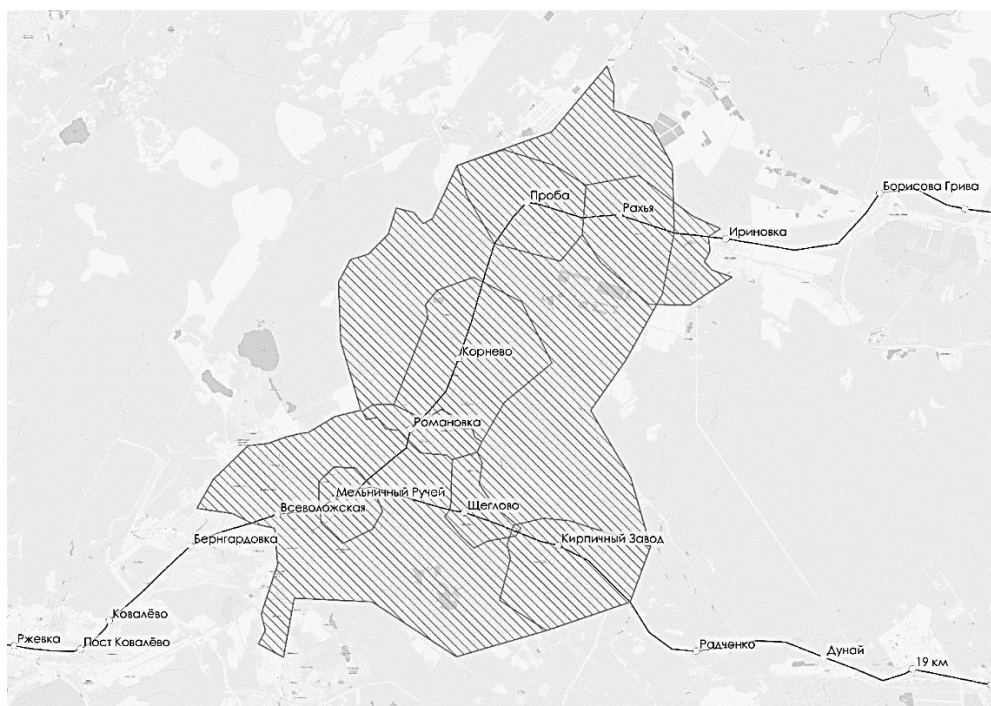 Борисова Грива
Проба
Рахья
Ириновка
Корнево
Романовка
Мельничный Ручей
Всеволожская
Щеглово
Бернгардовка
Кирпичный Завод
Ковалёво
Ржевка
Пост Ковалёво
Радченко
Дунай
19 км